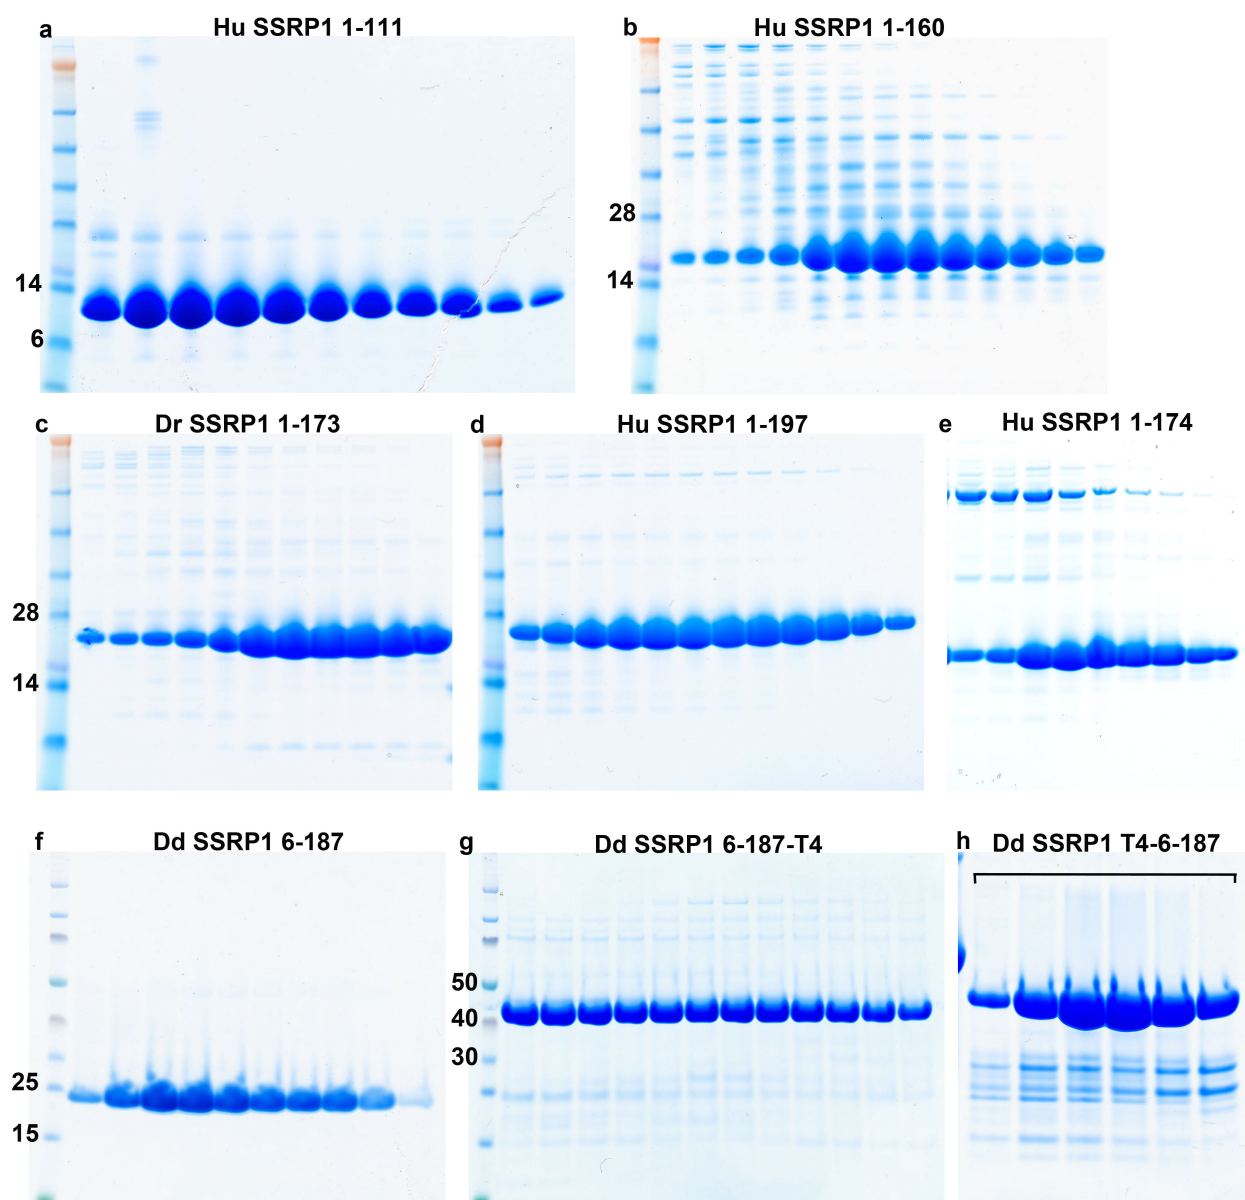 a Hu SSRP1 1-111
14
6
b Hu SSRP1 1-160
28
14
c Dr SSRP1 1-173
28
14
d Hu SSRP1 1-197
e Hu SSRP1 1-174
f Dd SSRP1 6-187
25
15
g Dd SSRP1 6-187-T4
50
40
30
h Dd SSRP1 T4-6-187